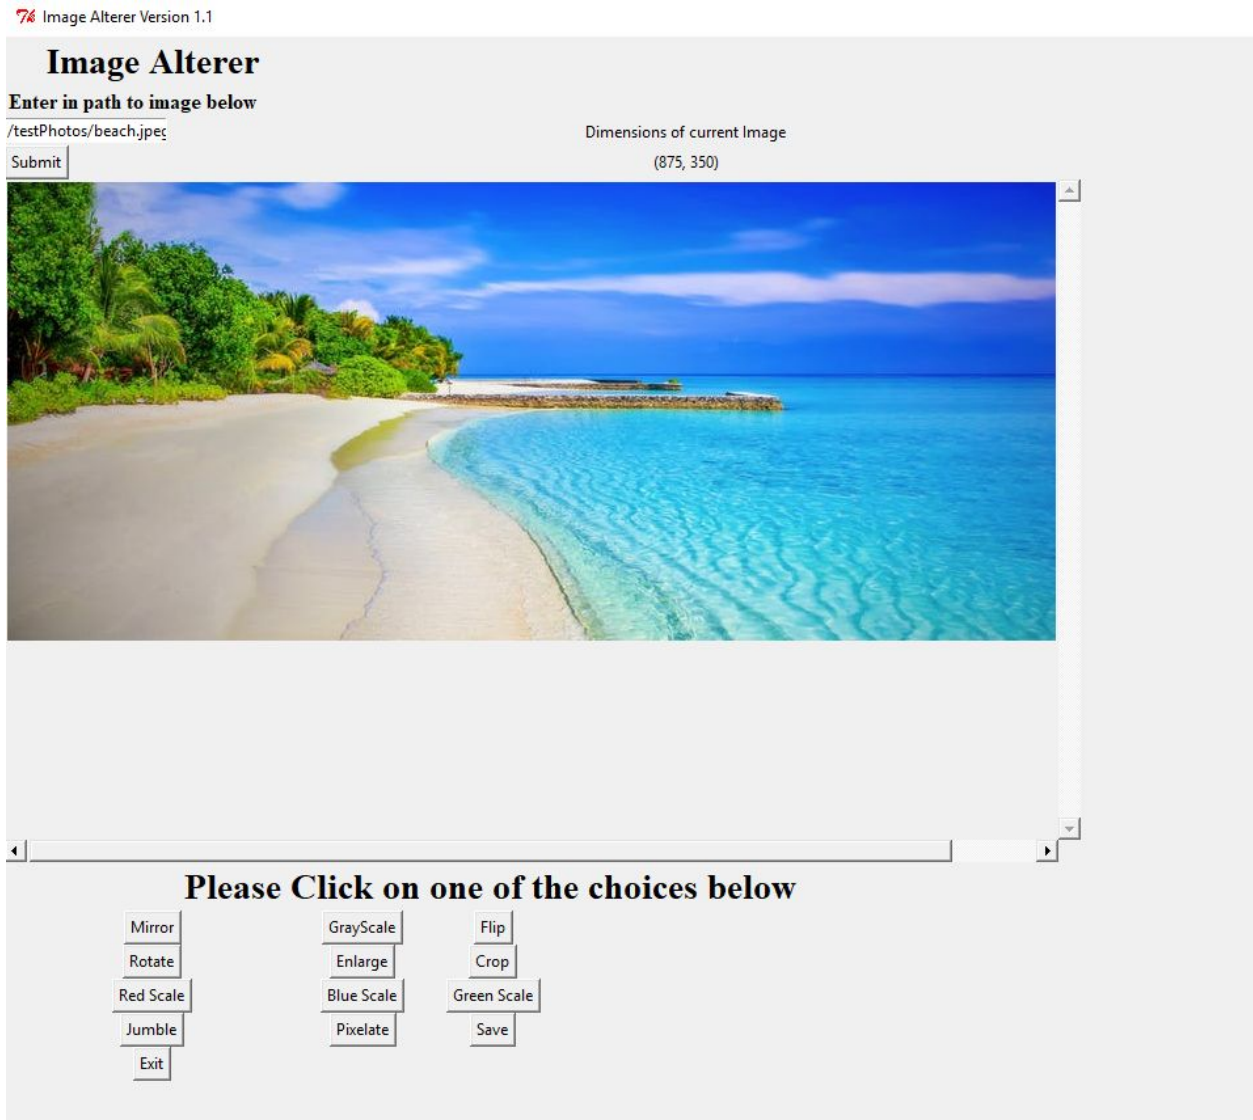 Image Alterer Version 1.1
Image Alterer
Enter in path to image below
/testPhotos/beach.jpeg
Dimensions of current Image
Submit
(875, 350)
Please Click on one of the choices below
Mirror GrayScale Flip
Rotate Enlarge Crop
Red Scale Blue Scale Green Scale
Jumble Pixelate Save
Exit